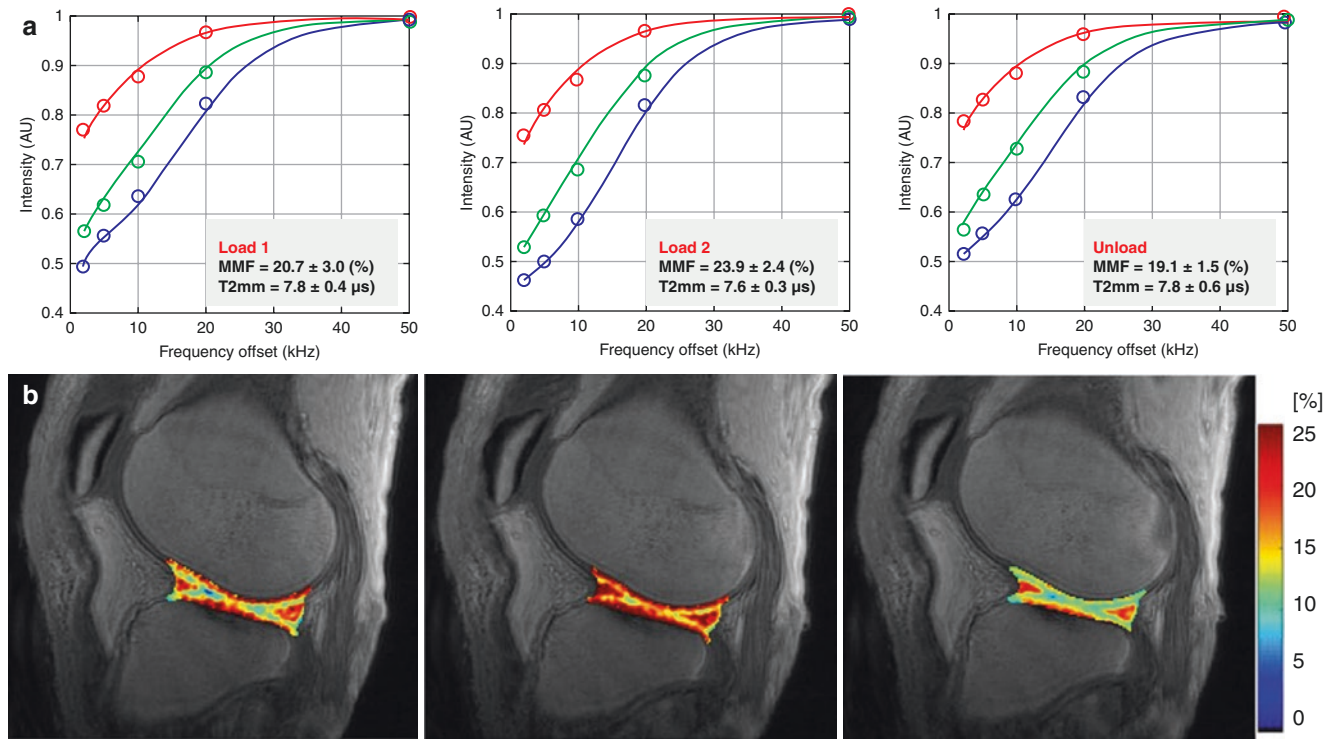 a
1
0.9
0.8
0.7
0.6
0.5
0.4
Intensity (AU)
0 10 20 30 40 50
Frequency offset (kHz)
Load 1
MMF = 20.7 ± 3.0 (%)
T2mm = 7.8 ± 0.4 µs)
1
0.9
0.8
0.7
0.6
0.5
0.4
Intensity (AU)
0 10 20 30 40 50
Frequency offset (kHz)
Load 2
MMF = 23.9 ± 2.4 (%)
T2mm = 7.6 ± 0.3 µs)
1
0.9
0.8
0.7
0.6
0.5
0.4
Intensity (AU)
0 10 20 30 40 50
Frequency offset (kHz)
Unload
MMF = 19.1 ± 1.5 (%)
T2mm = 7.8 ± 0.6 µs)
b
[%]
25
20
15
10
5
0